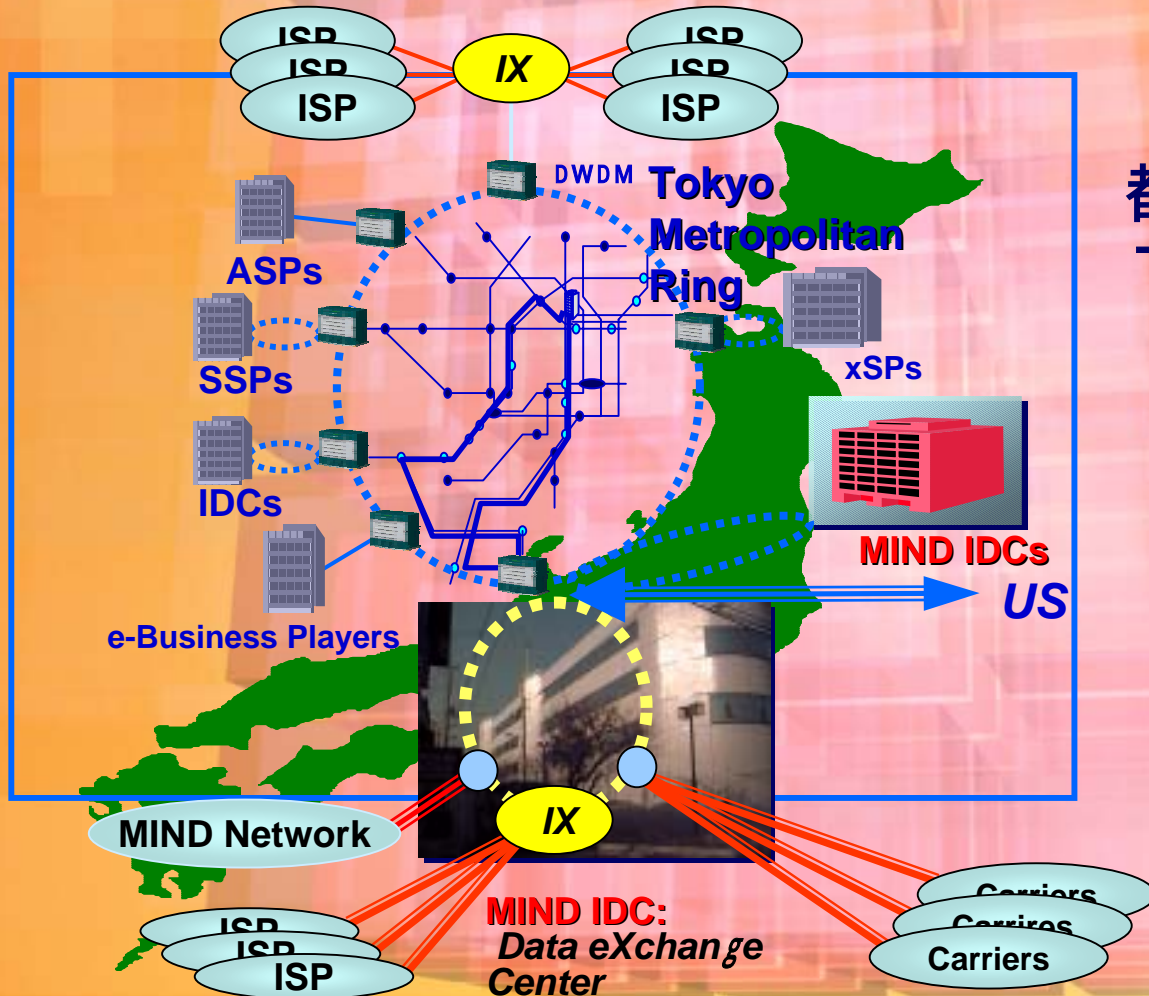 ISP
ISP
ISP
IX
ISP
ISP
ISP
DWDM
Tokyo
Metropolitan
Ring
ASPs
SSPs
IDCs
e-Business Players
xSPs
MIND IDCs
US
MIND Network
IX
ISP
ISP
ISP
MIND IDC:
Data eXchange
Center
Carriers
Carrires
Carriers